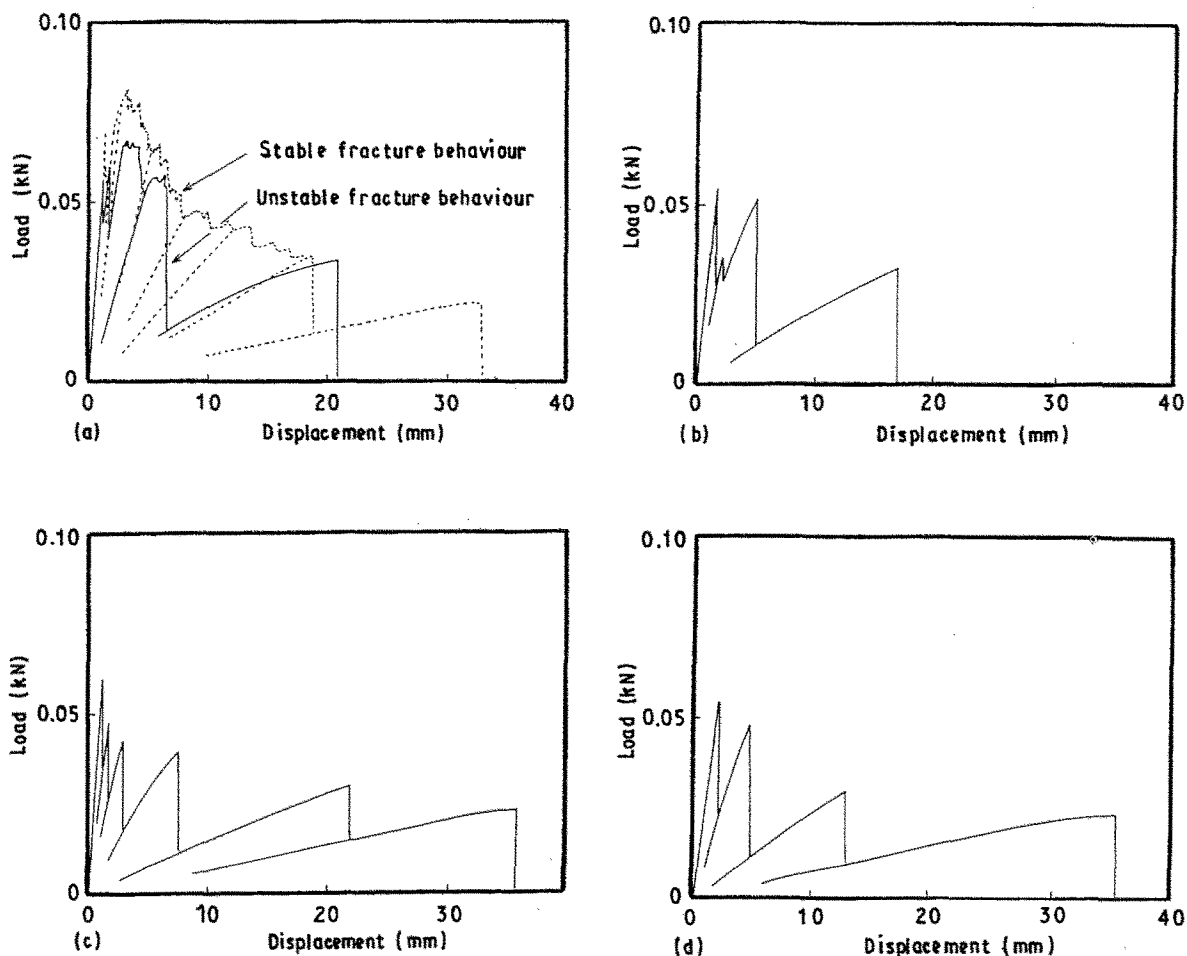 0.10
0.05
0
Load (kN)
Stable fracture behaviour
Unstable fracture behaviour
0 10 20 30 40
(a) Displacement (mm)
0.10
0.05
0
Load (kN)
0 10 20 30 40
(b) Displacement (mm)
0.10
0.05
0
Load (kN)
0 10 20 30
(c) Displacement (mm)
0.10
0.05
0
Load (kN)
0 10 20 30 40
(d) Displacement (mm)